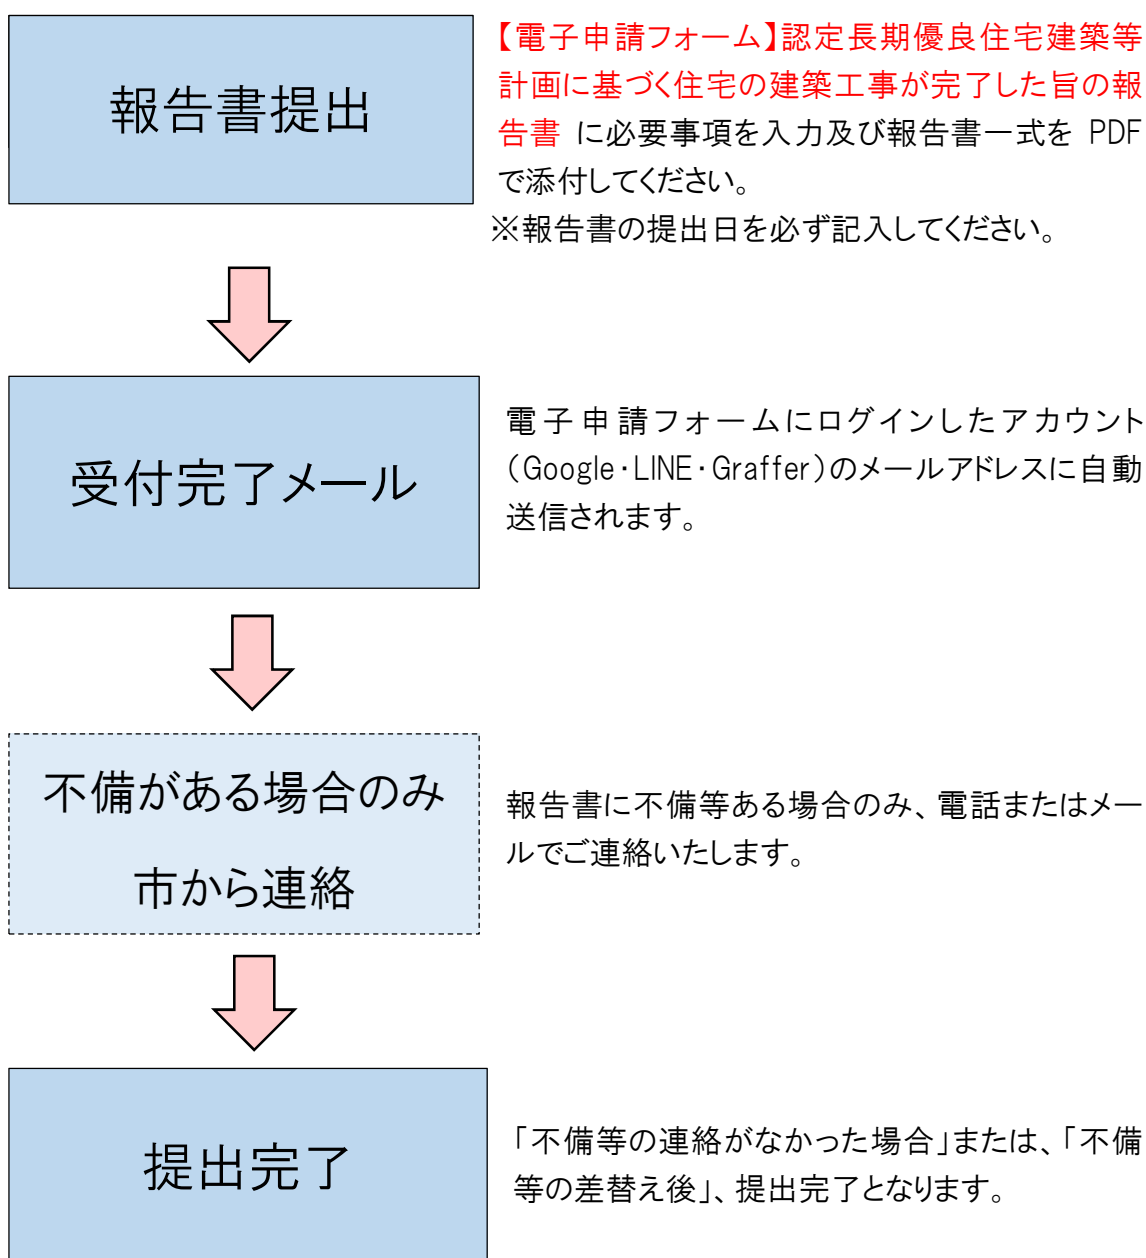 報告書提出
【電子申請フォーム】認定長期優良住宅建築等
計画に基づく住宅の建築工事が完了した旨の報
告書 に必要事項を入力及び報告書一式を PDF
で添付してください。
※報告書の提出日を必ず記入してください。
受付完了メール
電子申請フォームにログインしたアカウント
（Google・LINE・Graffer）のメールアドレスに自動
送信されます。
不備がある場合のみ
市から連絡
報告書に不備等ある場合のみ、電話またはメー
ルでご連絡いたします。
提出完了
「不備等の連絡がなかった場合」または、「不備
等の差替え後」、提出完了となります。